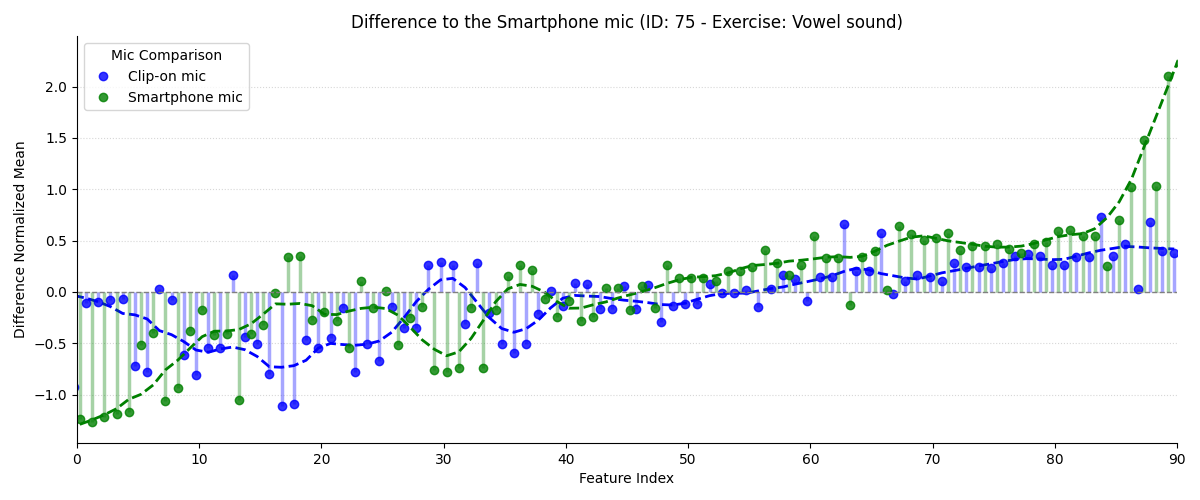 Difference to the Smartphone mic (ID: 75 - Exercise: Vowel sound)
Mic Comparison
Clip-on mic
Smartphone mic
Difference Normalized Mean
2.0
1.5
1.0
0.5
0.0
−0.5
−1.0
0 10 20 30 40 50 60 70 80 90
Feature Index